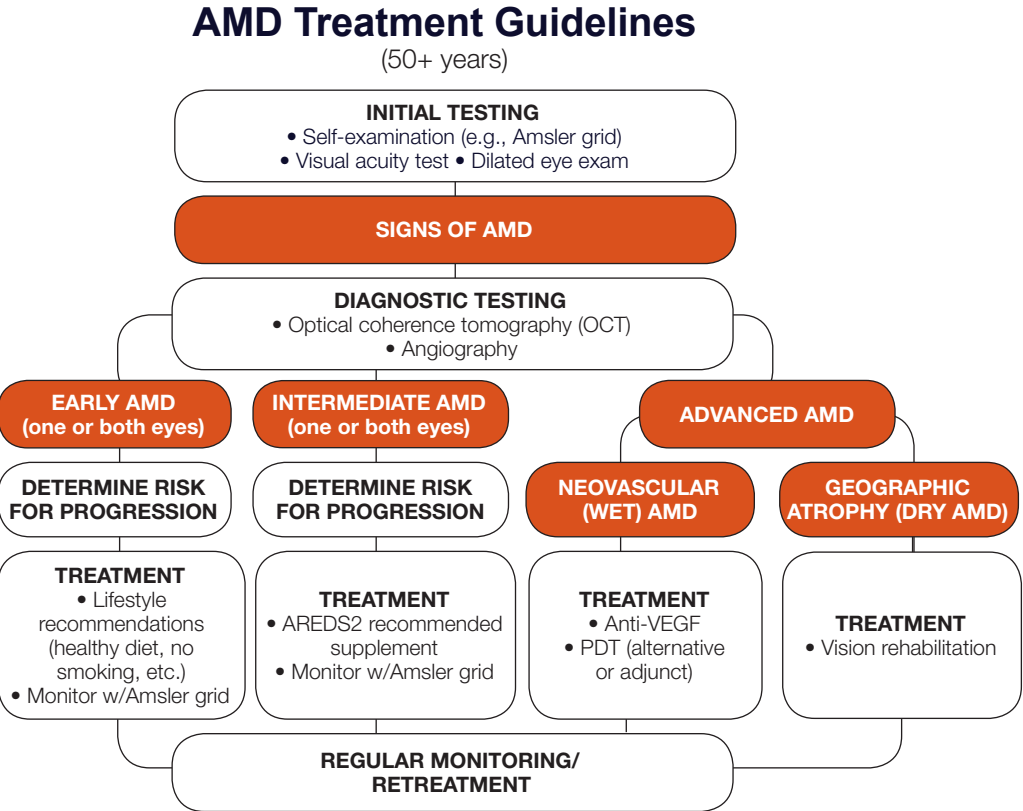 AMD Treatment Guidelines
(50+ years)
INITIAL TESTING
• Self-examination (e.g., Amsler grid)
• Visual acuity test • Dilated eye exam
SIGNS OF AMD
DIAGNOSTIC TESTING
• Optical coherence tomography (OCT)
• Angiography
EARLY AMD
(one or both eyes)
INTERMEDIATE AMD
(one or both eyes)
ADVANCED AMD
DETERMINE RISK
FOR PROGRESSION
DETERMINE RISK
FOR PROGRESSION
NEOVASCULAR
(WET) AMD
GEOGRAPHIC
ATROPHY (DRY AMD)
TREATMENT
• Lifestyle
recommendations
(healthy diet, no
smoking, etc.)
• Monitor w/Amsler grid
TREATMENT
• AREDS2 recommended
supplement
• Monitor w/Amsler grid
TREATMENT
• Anti-VEGF
• PDT (alternative
or adjunct)
TREATMENT
• Vision rehabilitation
REGULAR MONITORING/
RETREATMENT